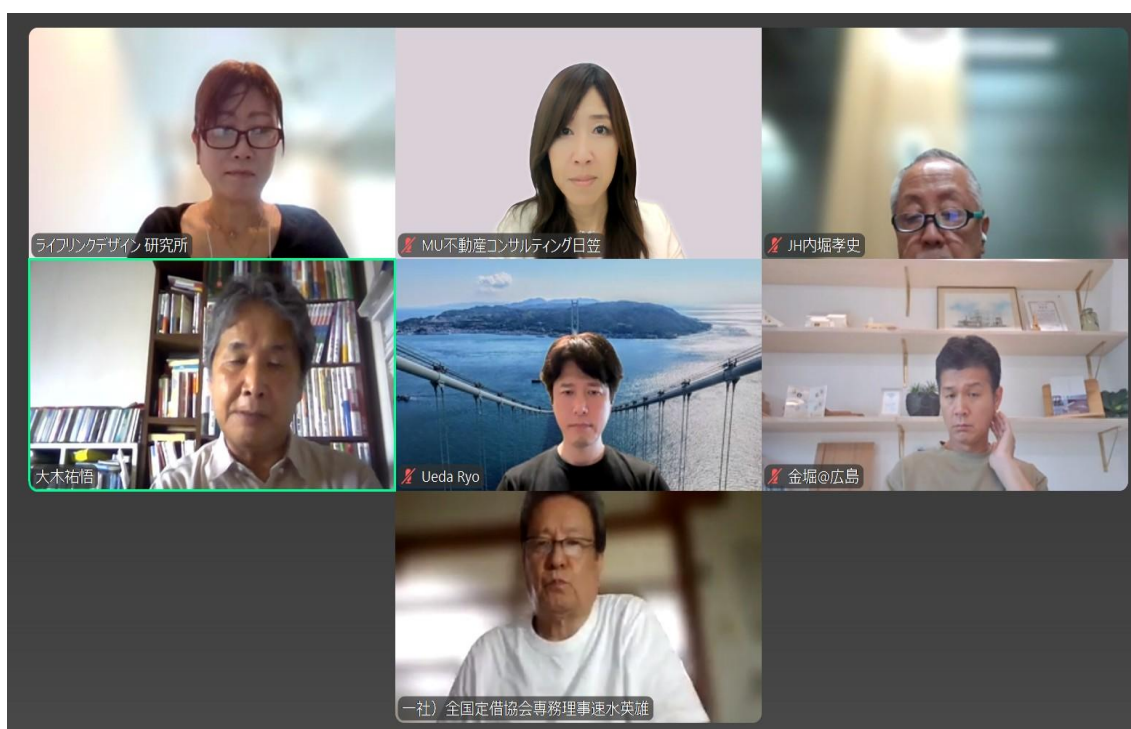 ライフリンクデザイン 研究所
MU不動産コンサルティング日笠
JH内堀孝史
大木祐悟
Ueda Ryo
金堀@広島
一社）全国定借協会専務理事速水英雄